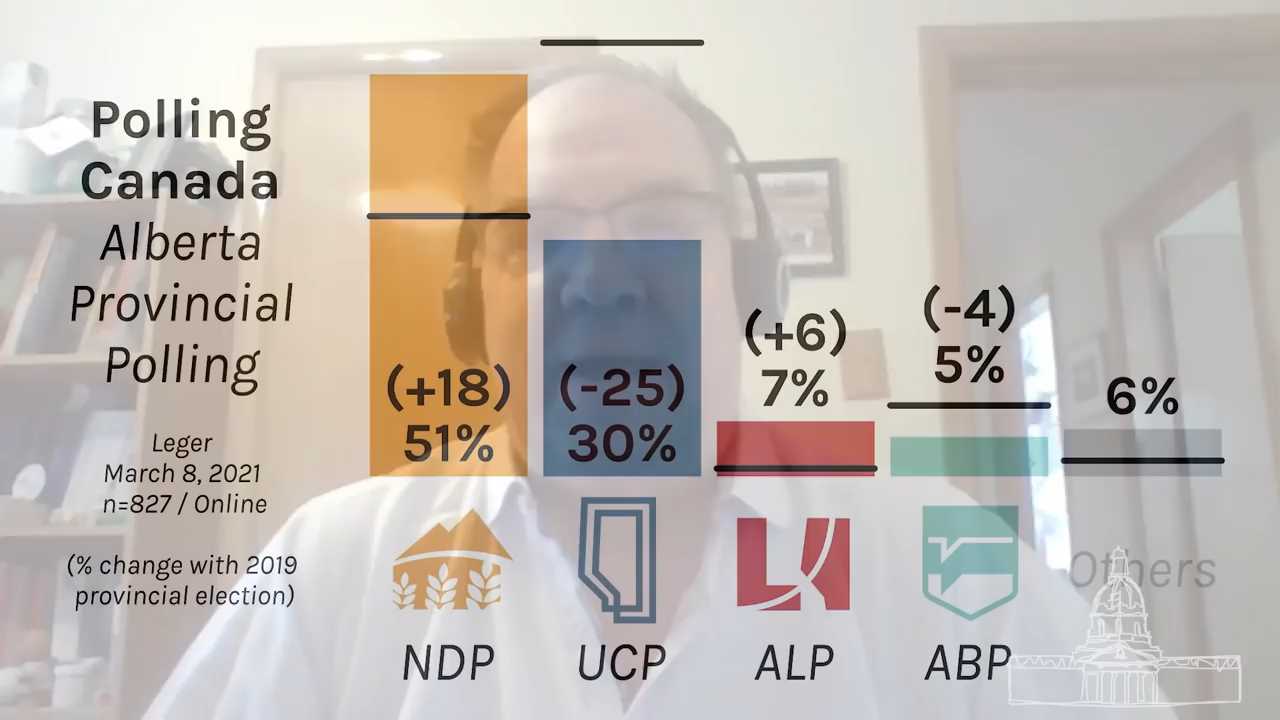 Polling
Canada
Alberta
Provincial
Polling
Leger
March 8, 2021
n=827 / Online
(% change with 2019
provincial election)
(+18)
51%
(-25)
30%
(+6)
7%
(-4)
5%
6%
NDP
UCP
ALP
ABP
Others